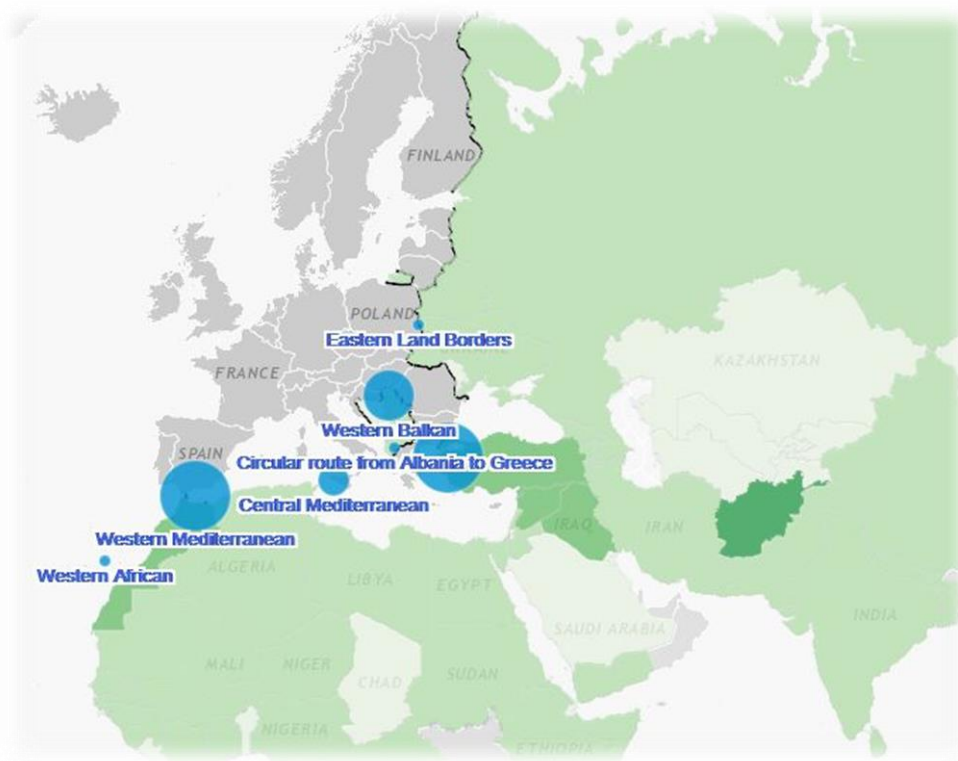 FINLAND
POLAND
Eastern Land Borders
UKRAINE
KAZAKHSTAN
FRANCE
Western Balkan
SPAIN
Circular route from Albania to Greece
Central Mediterranean
Western Mediterranean
IRAQ
IRAN
Western African
ALGERIA
LIBYA
EGYPT
INDIA
SAUDI ARABIA
MALI
NIGER
CHAD
SUDAN
NIGERIA
ETHIOPIA